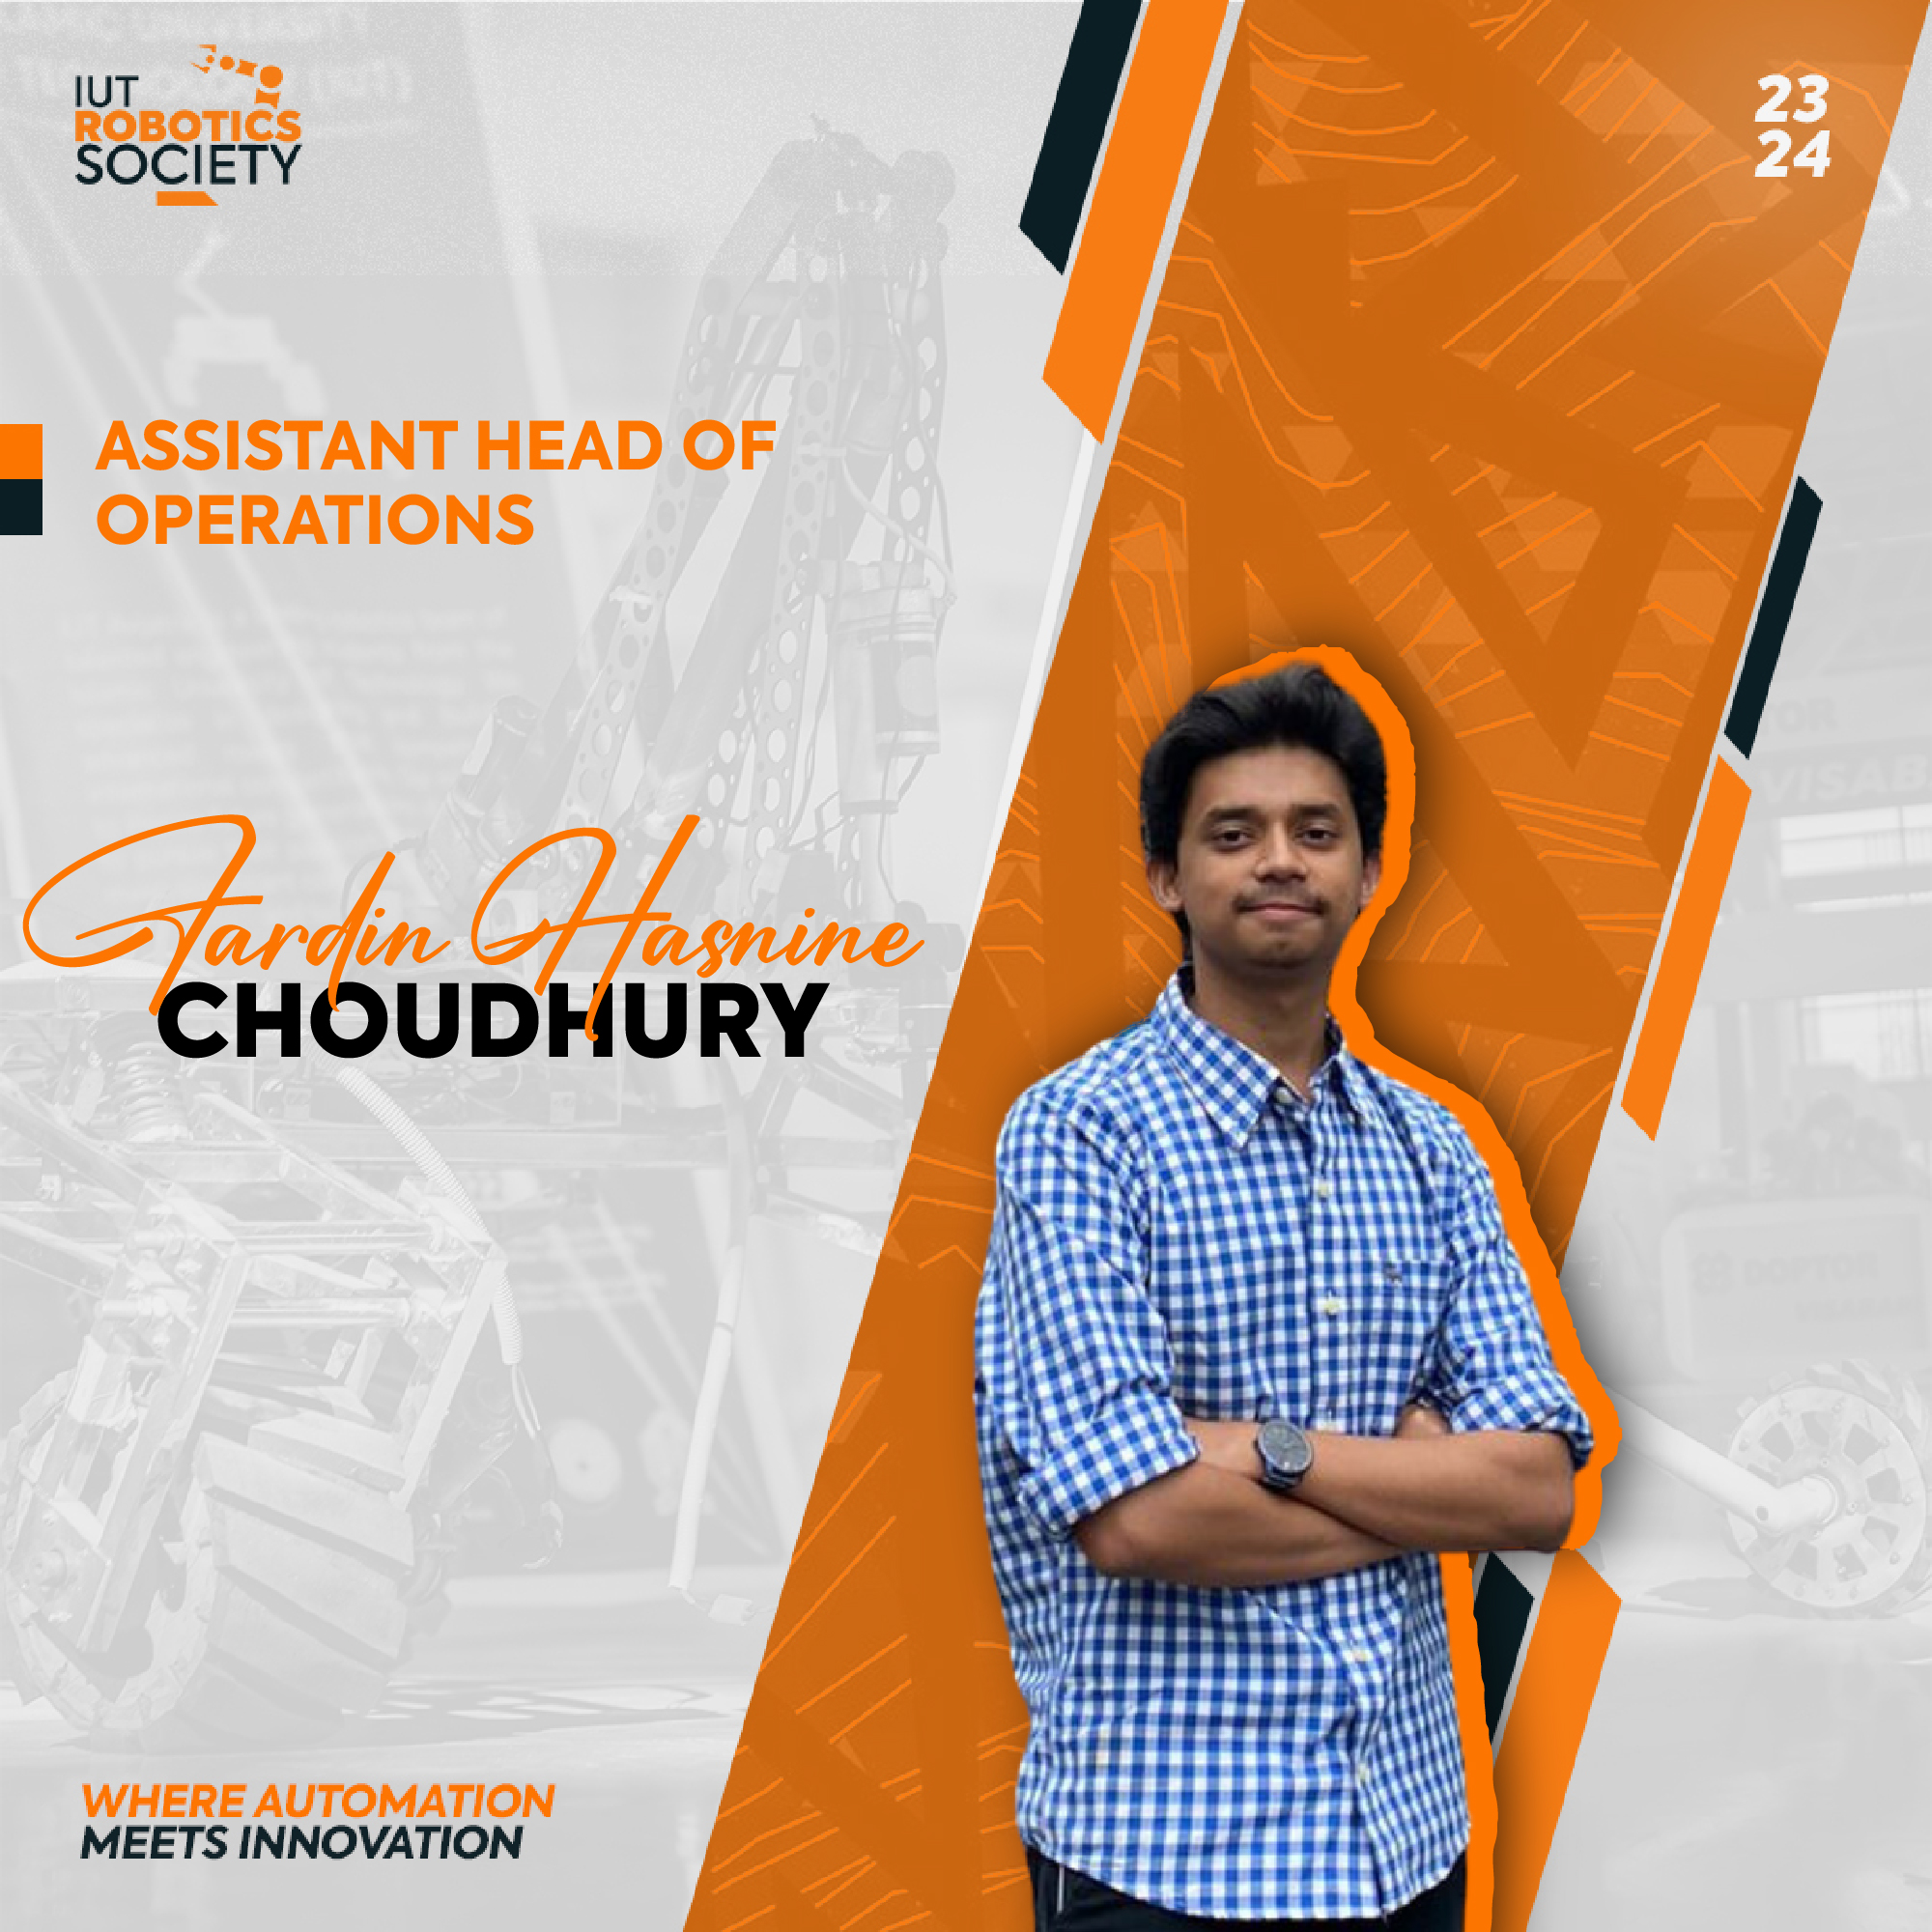 IUT
ROBOTICS
SOCIETY
23
24
ASSISTANT HEAD OF
OPERATIONS
Fardin Hasnine
CHOUDHURY
WHERE AUTOMATION
MEETS INNOVATION